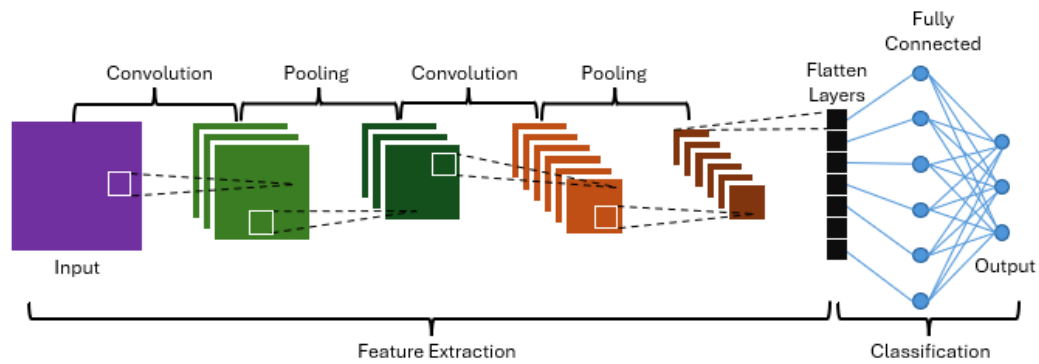 Fully
Connected
Convolution
Pooling
Convolution
Pooling
Flatten
Layers
Input
Output
Feature Extraction
Classification